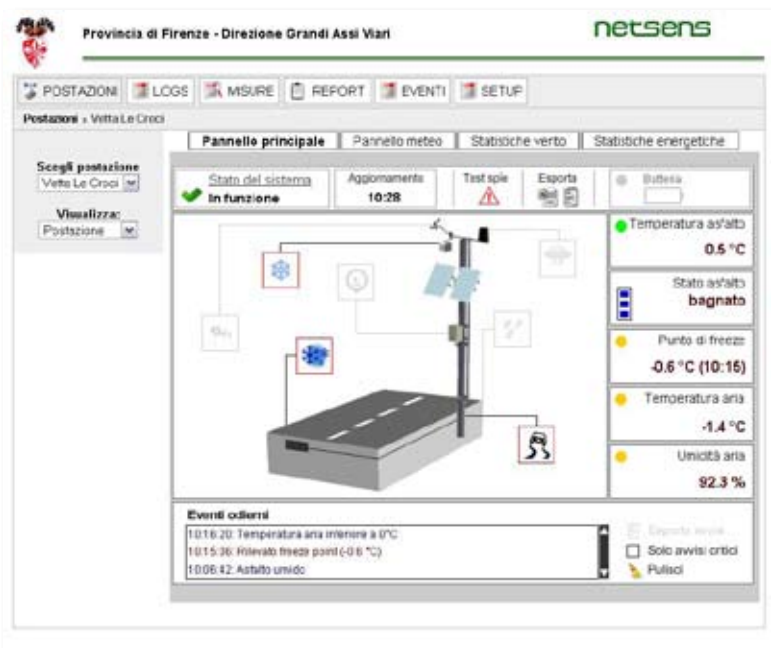 Provincia di Firenze - Direzione Grandi Assi Viari
netsens
POSTAZIONI LOGS MISURE REPORT EVENTI SETUP
Postazioni » Vetta Le Croci
Pannello principale Pannello meteo Statistiche vento Statistiche energetiche
Scegli postazione
Vetta Le Croci
Visualizza:
Postazione
Stato del sistema
In funzione
Aggiornamento
10:28
Test spie
Esporta
Batteria
Temperatura asfalto
0.5 °C
Stato asfalto
bagnato
Punto di freeze
-0.6 °C (10:15)
Temperatura aria
-1.4 °C
Umicità aria
92.3 %
Eventi odierni
10:16:20: Temperatura aria inferiore a 0°C
10:15:36: Rilevato freeze point (-0.6 °C)
10:06:42: Asfalto umido
Esporta
Solo avvisi critici
Pulisci